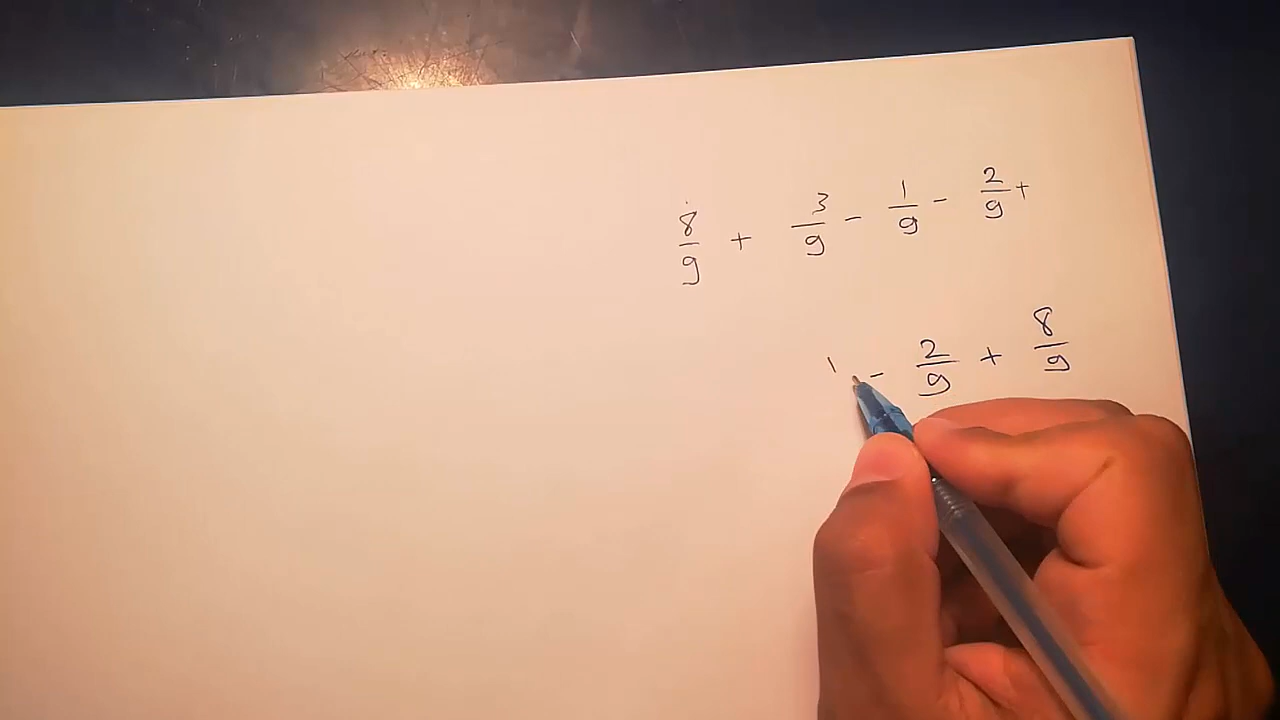 8/9 + 3/9 - 1/9 - 2/9 +
1 - 2/9 + 8/9